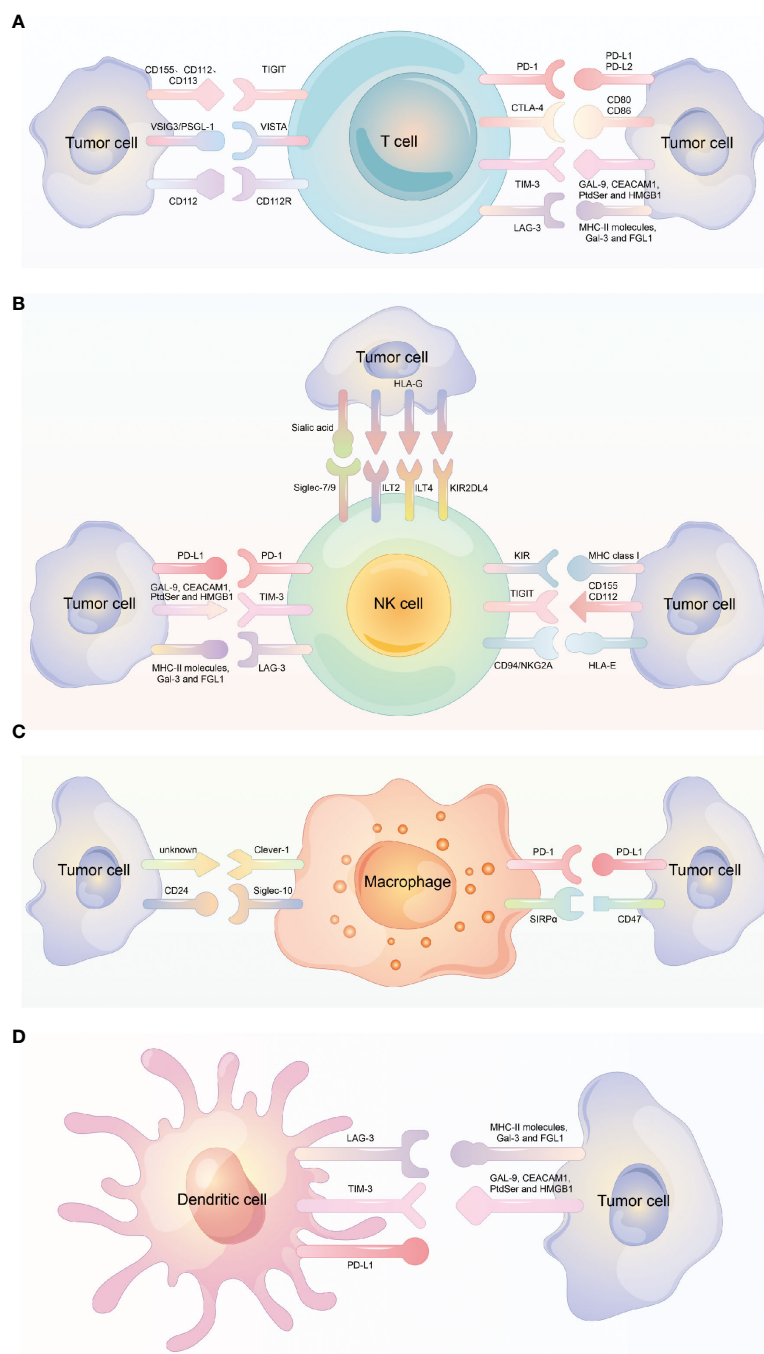 A
CD155、CD112、
CD113
TIGIT
PD-1
PD-L1
PD-L2
VSIG3/PSGL-1
VISTA
CTLA-4
CD80
CD86
Tumor cell
T cell
Tumor cell
CD112
CD112R
TIM-3
GAL-9, CEACAM1,
PtdSer and HMGB1
LAG-3
MHC-II molecules,
Gal-3 and FGL1
B
Tumor cell
HLA-G
Sialic acid
Siglec-7/9
ILT2
ILT4
KIR2DL4
PD-L1
PD-1
KIR
MHC class I
GAL-9, CEACAM1,
PtdSer and HMGB1
TIM-3
TIGIT
CD155
CD112
Tumor cell
NK cell
Tumor cell
MHC-II molecules,
Gal-3 and FGL1
LAG-3
CD94/NKG2A
HLA-E
C
unknown
Clever-1
PD-1
PD-L1
Tumor cell
Macrophage
Tumor cell
CD24
Siglec-10
SIRPα
CD47
D
LAG-3
MHC-II molecules,
Gal-3 and FGL1
TIM-3
GAL-9, CEACAM1,
PtdSer and HMGB1
Dendritic cell
Tumor cell
PD-L1